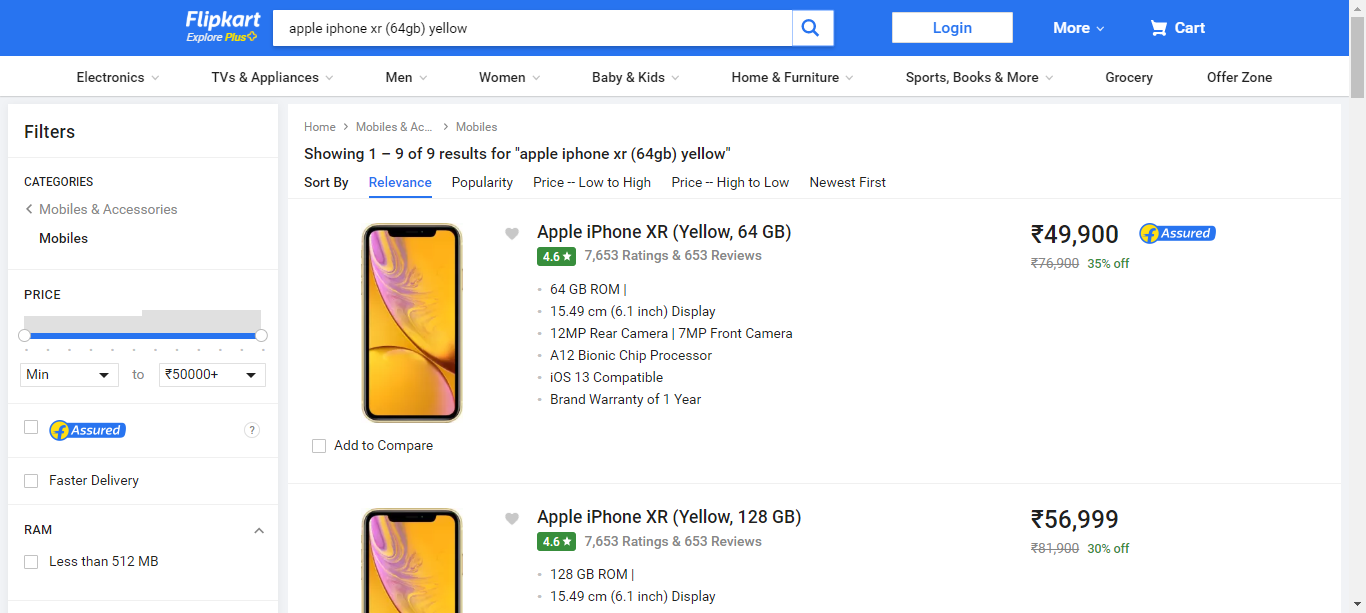 Flipkart
Explore Plus
apple iphone xr (64gb) yellow
Login
More
Cart
Electronics
TVs & Appliances
Men
Women
Baby & Kids
Home & Furniture
Sports, Books & More
Grocery
Offer Zone
Filters
CATEGORIES
Mobiles & Accessories
Mobiles
PRICE
Min
to
₹50000+
Assured
?
Faster Delivery
RAM
Less than 512 MB
Home > Mobiles & Ac... > Mobiles
Showing 1 – 9 of 9 results for "apple iphone xr (64gb) yellow"
Sort By Relevance Popularity Price -- Low to High Price -- High to Low Newest First
Apple iPhone XR (Yellow, 64 GB)
4.6★ 7,653 Ratings & 653 Reviews
64 GB ROM |
15.49 cm (6.1 inch) Display
12MP Rear Camera | 7MP Front Camera
A12 Bionic Chip Processor
iOS 13 Compatible
Brand Warranty of 1 Year
₹49,900
Assured
₹76,900 35% off
Add to Compare
Apple iPhone XR (Yellow, 128 GB)
4.6★ 7,653 Ratings & 653 Reviews
128 GB ROM |
15.49 cm (6.1 inch) Display
₹56,999
₹81,900 30% off